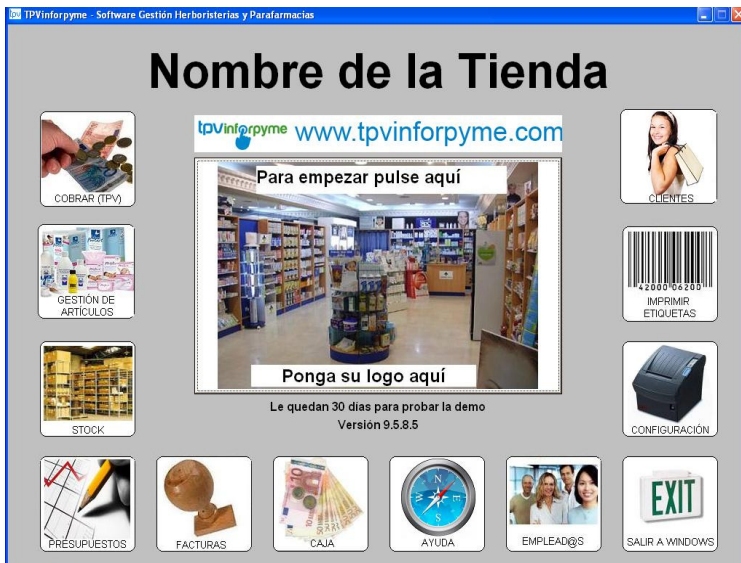 TPVinforpyme - Software Gestión Herboristerias y Parafarmacias
Nombre de la Tienda
tpvinforpyme www.tpvinforpyme.com
Para empezar pulse aquí
Ponga su logo aquí
Le quedan 30 días para probar la demo
Versión 9.5.8.5
COBRAR (TPV)
CLIENTES
GESTIÓN DE
ARTÍCULOS
42000 06200
IMPRIMIR
ETIQUETAS
STOCK
CONFIGURACIÓN
PRESUPUESTOS
FACTURAS
CAJA
N
E
S
W
AYUDA
EMPLEAD@S
EXIT
SALIR A WINDOWS